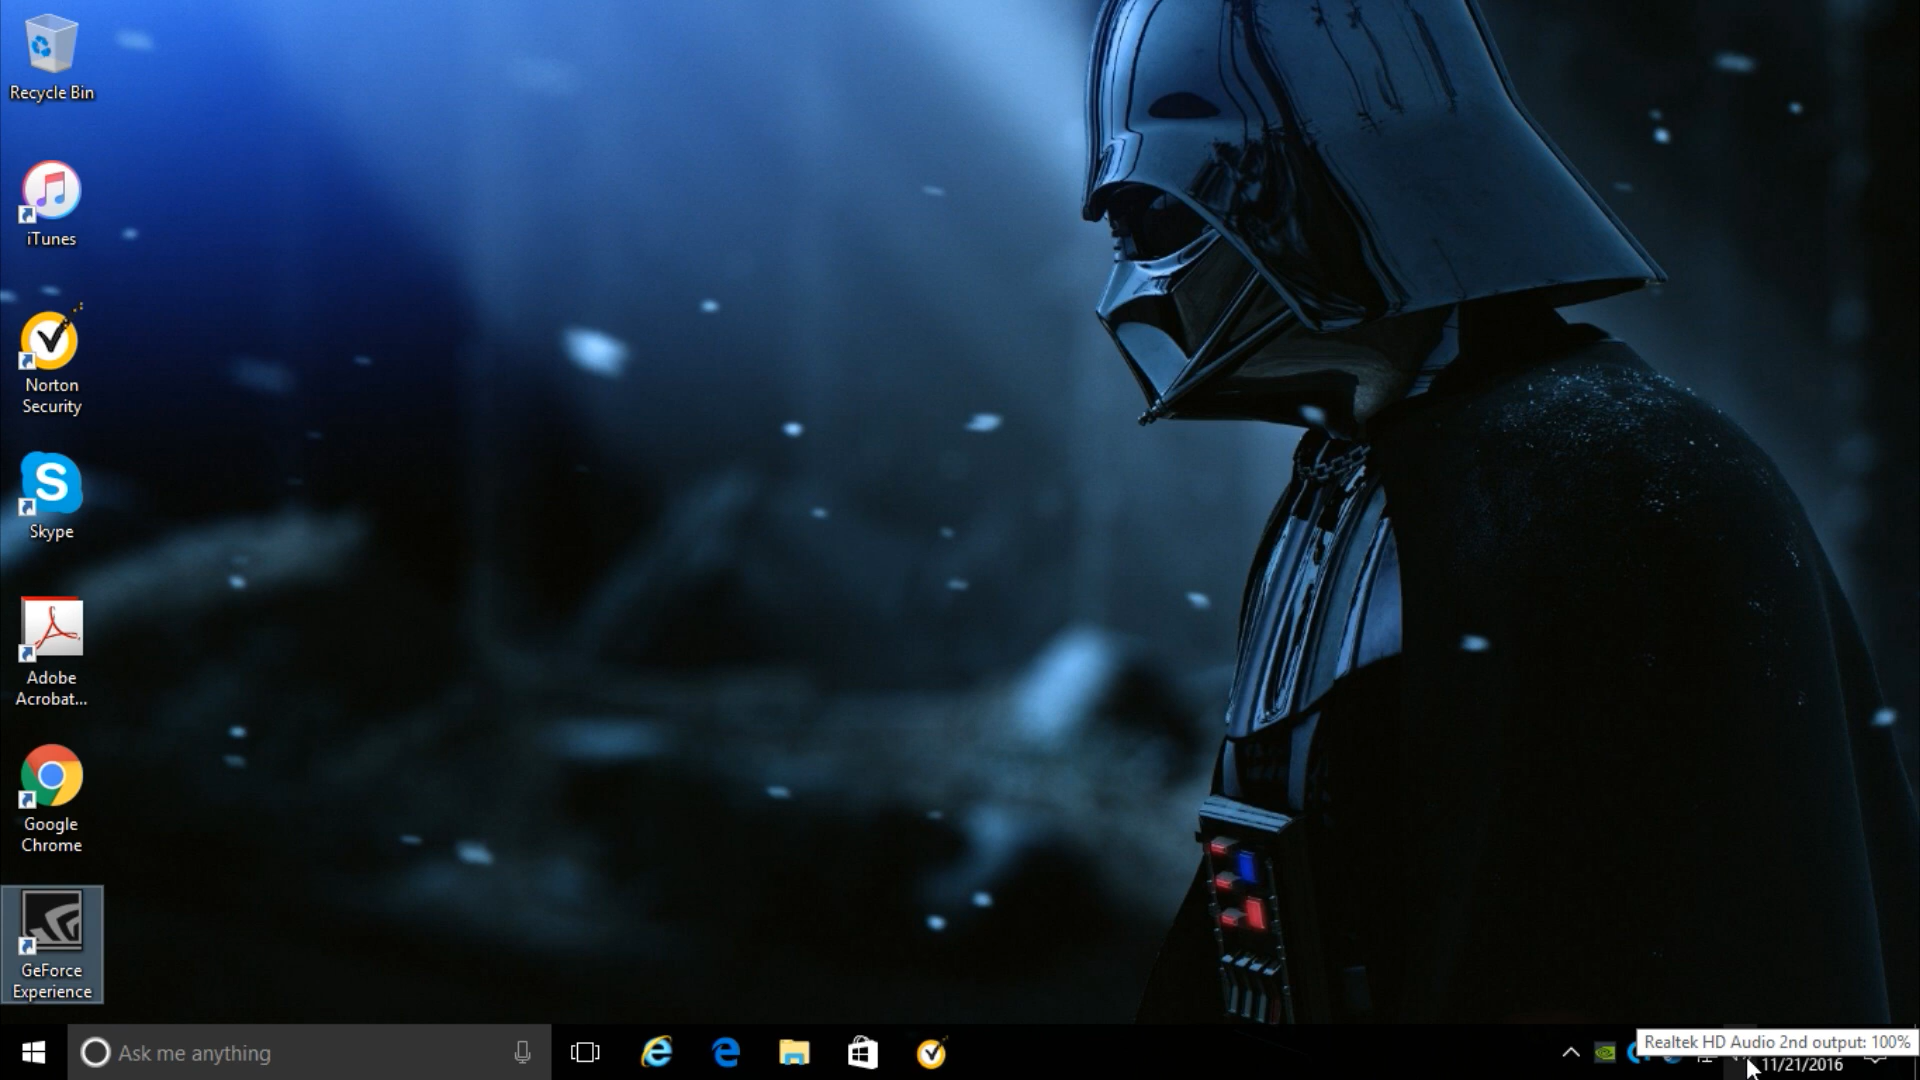 Recycle Bin
iTunes
Norton
Security
Skype
Adobe
Acrobat...
Google
Chrome
GeForce
Experience
Ask me anything
Realtek HD Audio 2nd output: 100%
11/21/2016